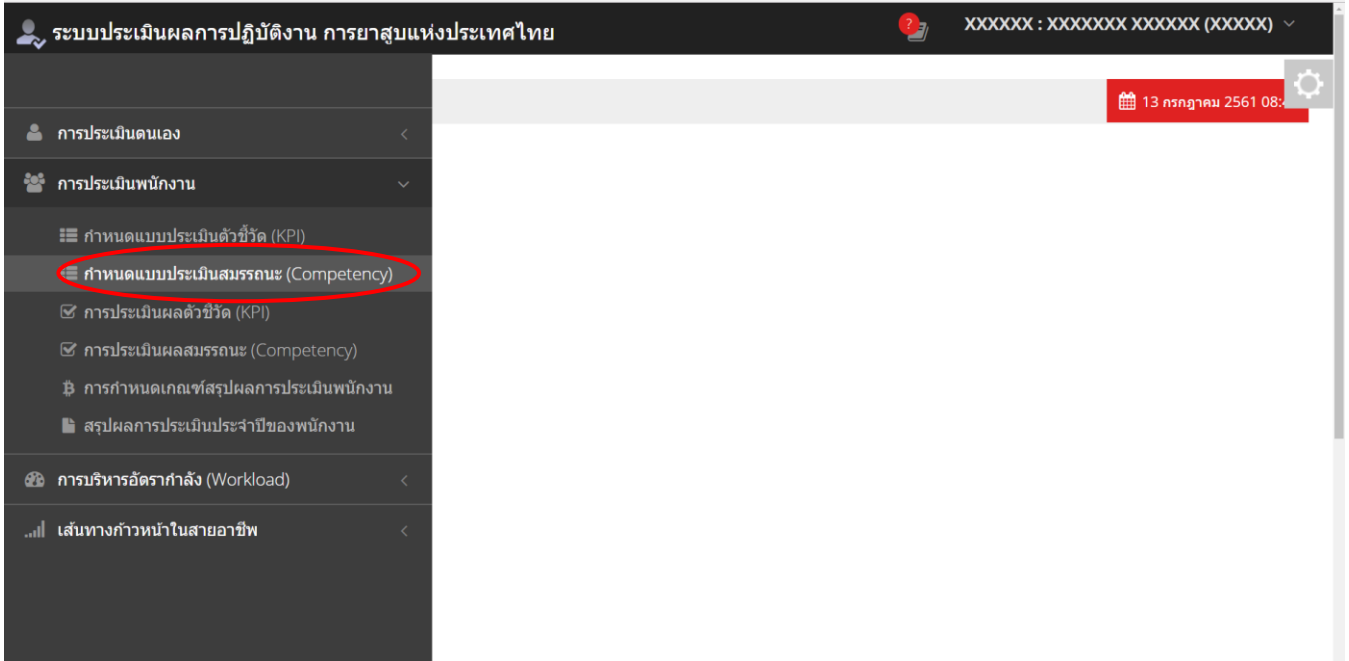 ระบบประเมินผลการปฏิบัติงาน การยาสูบแห่งประเทศไทย
?
XXXXXX : XXXXXXX XXXXXX (XXXXX)
13 กรกฎาคม 2561 08:
การประเมินตนเอง
การประเมินพนักงาน
กำหนดแบบประเมินตัวชี้วัด (KPI)
กำหนดแบบประเมินสมรรถนะ (Competency)
การประเมินผลตัวชี้วัด (KPI)
การประเมินผลสมรรถนะ (Competency)
การกำหนดเกณฑ์สรุปผลการประเมินพนักงาน
สรุปผลการประเมินประจำปีของพนักงาน
การบริหารอัตรากำลัง (Workload)
เส้นทางก้าวหน้าในสายอาชีพ